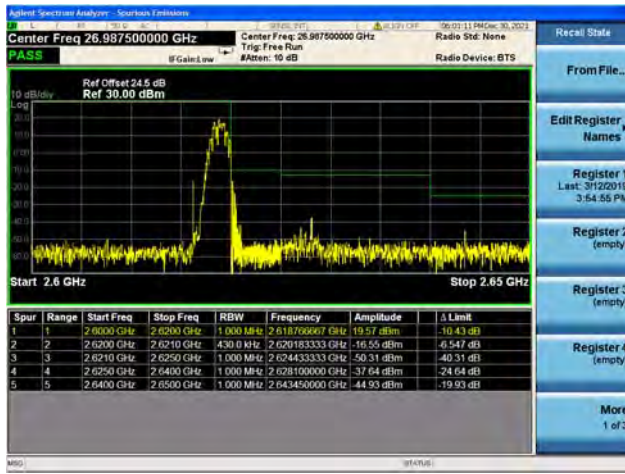 Agilent Spectrum Analyzer - Spurious Emissions
SENSE:INT ALIGN OFF 06:01:11 PM Dec 30, 2021
Center Freq 26.987500000 GHz
Center Freq: 26.987500000 GHz
Radio Std: None
Trig: Free Run
PASS
IFGain:Low
#Atten: 10 dB
Radio Device: BTS
Ref Offset 24.5 dB
10 dB/div
Ref 30.00 dBm
Log
Start 2.6 GHz
Stop 2.65 GHz
Spur Range Start Freq Stop Freq RBW Frequency Amplitude Δ Limit
1 1 2.6000 GHz 2.6200 GHz 1.000 MHz 2.618766667 GHz 19.57 dBm -10.43 dB
2 2 2.6200 GHz 2.6210 GHz 430.0 kHz 2.620183333 GHz -16.55 dBm -6.547 dB
3 3 2.6210 GHz 2.6250 GHz 1.000 MHz 2.624433333 GHz -50.31 dBm -40.31 dB
4 4 2.6250 GHz 2.6400 GHz 1.000 MHz 2.628100000 GHz -37.64 dBm -24.64 dB
5 5 2.6400 GHz 2.6500 GHz 1.000 MHz 2.643450000 GHz -44.93 dBm -19.93 dB
MSG
STATUS
Recall State
From File...
Edit Register
Names
Register 1
Last: 3/12/2019
3:54:55 PM
Register 2
(empty
Register 3
(empty
Register 4
(empty
More
1 of